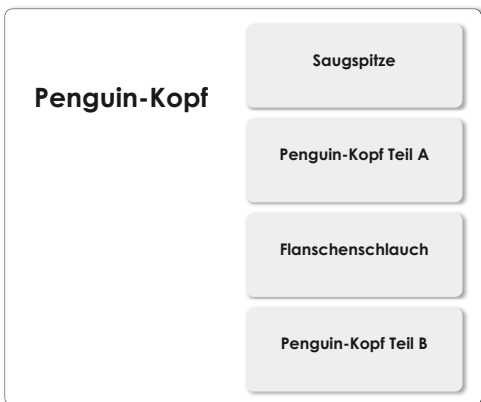 Penguin-Kopf
Saugspitze
Penguin-Kopf Teil A
Flanschenschlauch
Penguin-Kopf Teil B